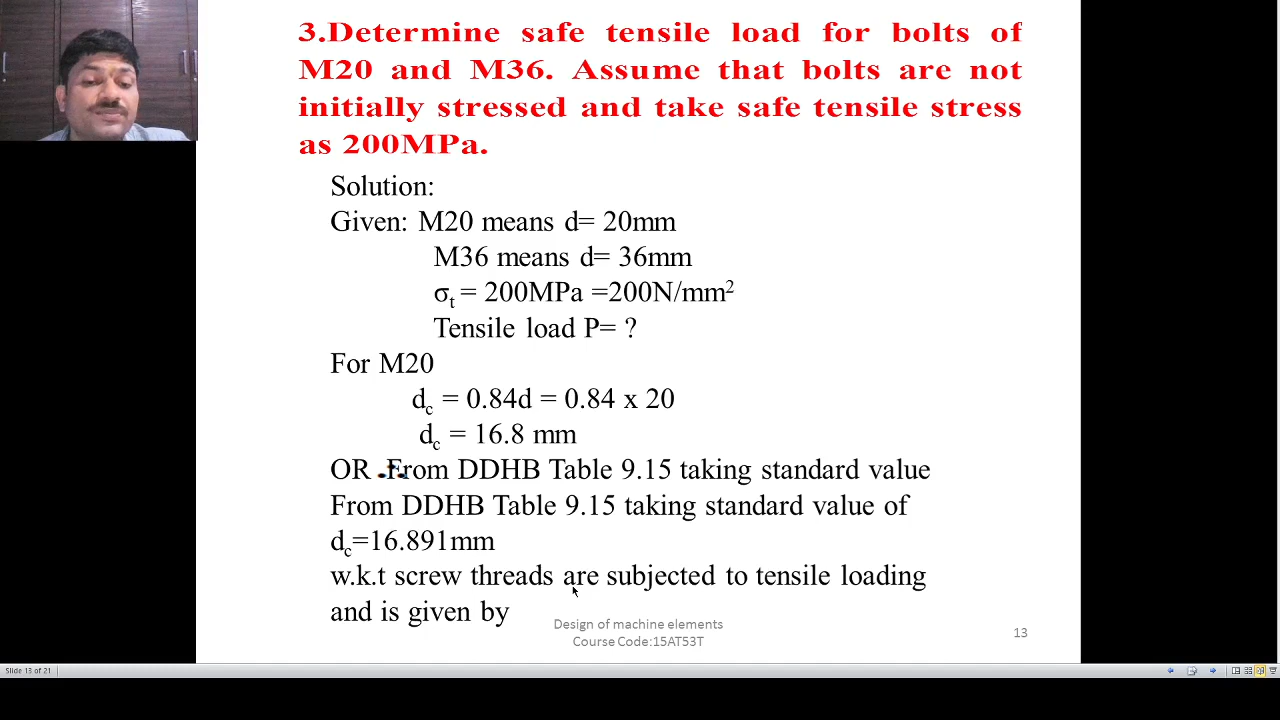 3.Determine safe tensile load for bolts of
M20 and M36. Assume that bolts are not
initially stressed and take safe tensile stress
as 200MPa.
Solution:
Given: M20 means d= 20mm
M36 means d= 36mm
σt = 200MPa =200N/mm²
Tensile load P= ?
For M20
dc = 0.84d = 0.84 x 20
dc = 16.8 mm
OR From DDHB Table 9.15 taking standard value
From DDHB Table 9.15 taking standard value of
dc=16.891mm
w.k.t screw threads are subjected to tensile loading
and is given by
Design of machine elements
Course Code:15AT53T
13
Slide 13 of 21